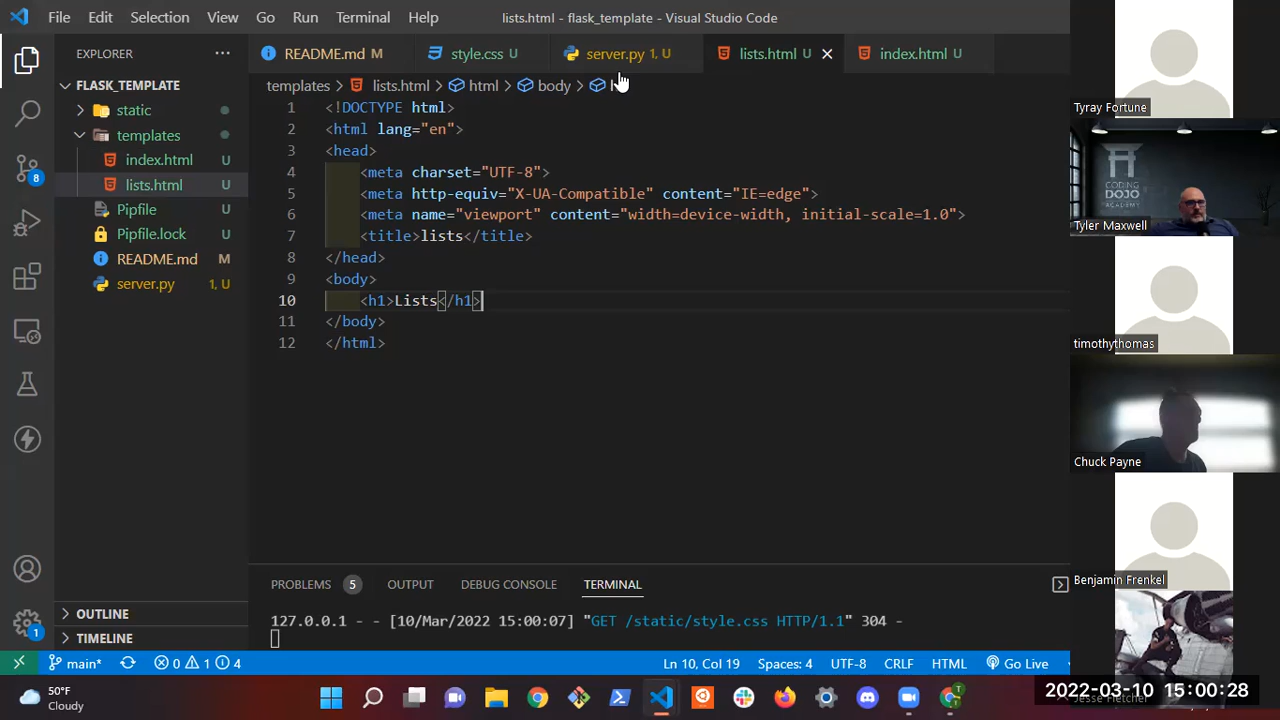 File Edit Selection View Go Run Terminal Help lists.html - flask_template - Visual Studio Code
EXPLORER
README.md M style.css U server.py 1, U lists.html U index.html U
FLASK_TEMPLATE
templates > lists.html > html > body >
static
templates
index.html U
lists.html U
Pipfile U
Pipfile.lock U
README.md M
server.py 1, U
1 <!DOCTYPE html>
2 <html lang="en">
3 <head>
4 <meta charset="UTF-8">
5 <meta http-equiv="X-UA-Compatible" content="IE=edge">
6 <meta name="viewport" content="width=device-width, initial-scale=1.0">
7 <title>lists</title>
8 </head>
9 <body>
10 <h1>Lists</h1>
11 </body>
12 </html>
OUTLINE
TIMELINE
PROBLEMS 5 OUTPUT DEBUG CONSOLE TERMINAL
127.0.0.1 - - [10/Mar/2022 15:00:07] "GET /static/style.css HTTP/1.1" 304 -
8
1
main* 0 1 4 Ln 10, Col 19 Spaces: 4 UTF-8 CRLF HTML Go Live
50°F
Cloudy
Tyray Fortune
CODING
DOJO
ACADEMY
Tyler Maxwell
timothythomas
Chuck Payne
Benjamin Frenkel
Jesse Fletcher
2022-03-10 15:00:28